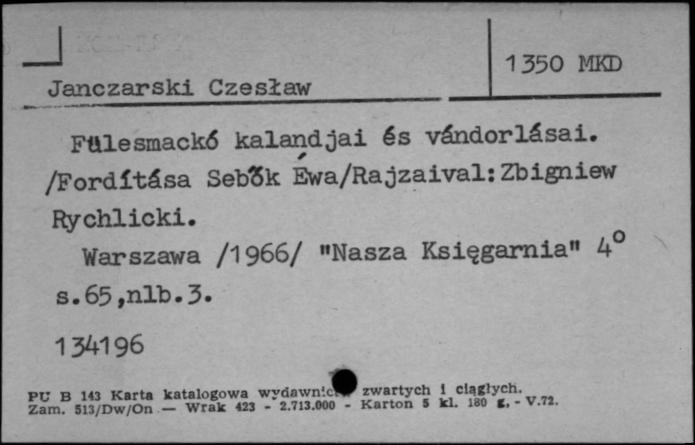 1350 MKD
Janczarski Czesław
Fülesmackó kalandjai és vándorlásai.
/Fordítása Sebők Éwa/Rajzaival:Zbigniew
Rychlicki.
Warszawa /1966/ "Nasza Księgarnia" 4°
s.65,nlb.3.
134196
PU B 143 Karta katalogowa zwartych i ciągłych.
Zam. 513/Dw/On — Wrak 423 - 2.713.000 - Karton 5 kl. 180 g. - V.72.